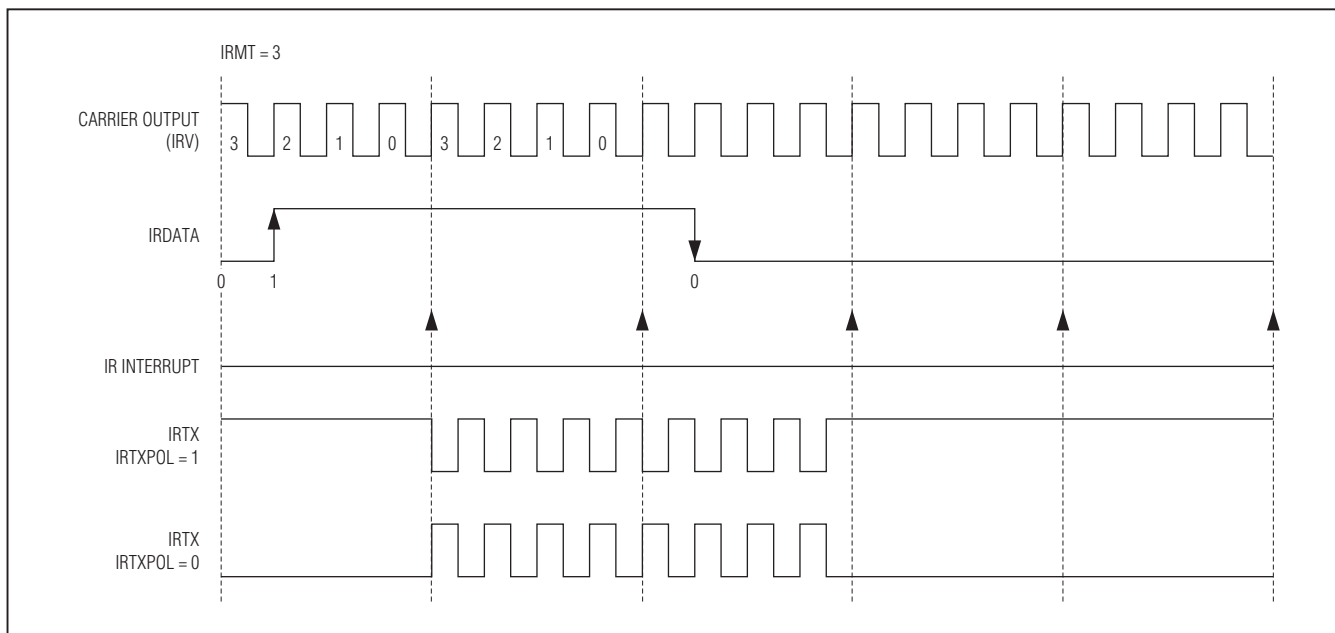 IRMT = 3
CARRIER OUTPUT
(IRV)
3 2 1 0 3 2 1 0
IRDATA
0 1 0
IR INTERRUPT
IRTX
IRTXPOL = 1
IRTX
IRTXPOL = 0